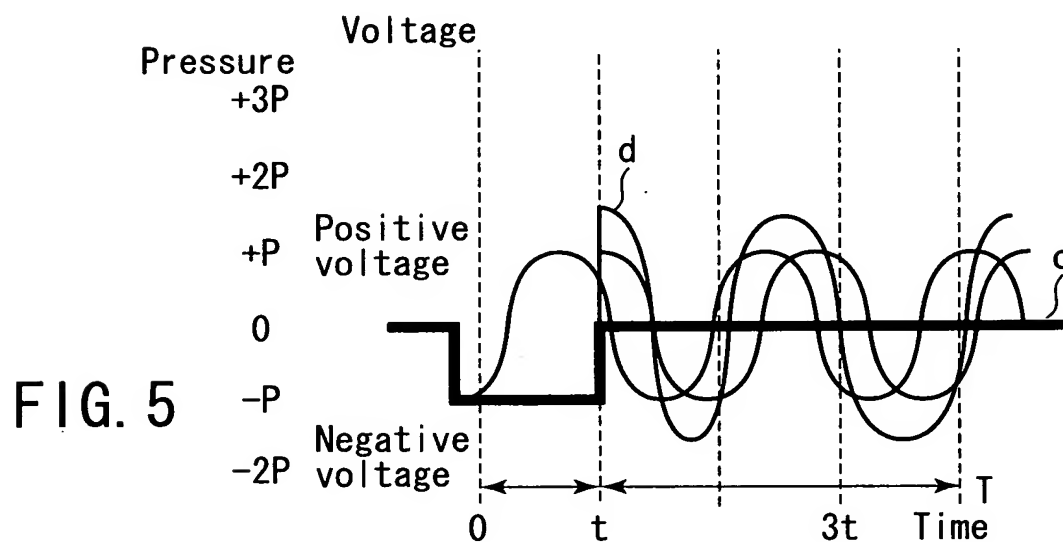 Voltage
Pressure
+3P
+2P
d
Positive
voltage
+P
c
0
FIG. 5
-P
Negative
voltage
-2P
T
0
t
3t
Time